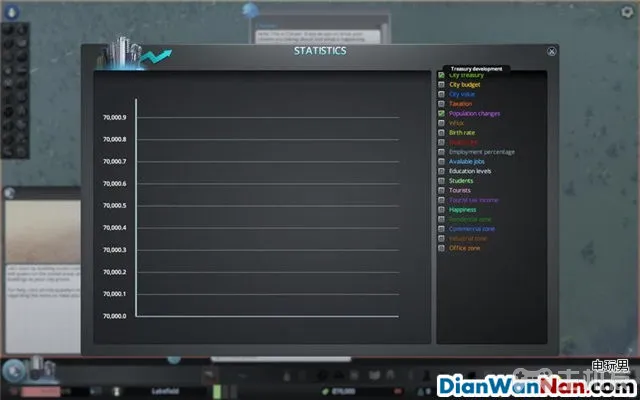 STATISTICS
Treasury development
City treasury
City budget
City value
Taxation
Population changes
Influx
Birth rate
Employment percentage
Available jobs
Education levels
Students
Tourists
Tourist tax income
Happiness
Residential zone
Commercial zone
Industrial zone
Office zone
70,000.9
70,000.8
70,000.7
70,000.6
70,000.5
70,000.4
70,000.3
70,000.2
70,000.1
70,000.0
Lakefield
₡70,000
电玩男
DianWanNan.Com